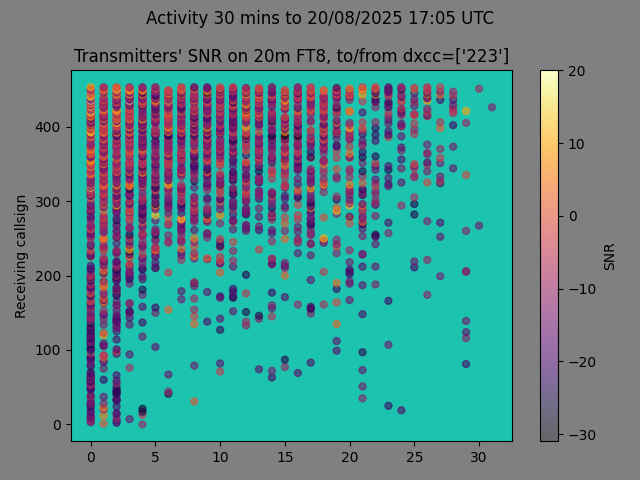 Activity 30 mins to 20/08/2025 17:05 UTC
Transmitters' SNR on 20m FT8, to/from dxcc=['223']
Receiving callsign
400
300
200
100
0
0 5 10 15 20 25 30
20
10
0
−10
−20
−30
SNR